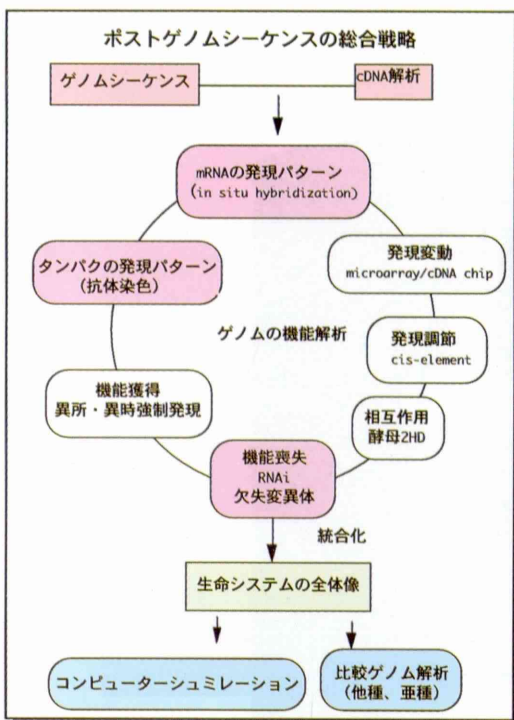 ポストゲノムシーケンスの総合戦略
ゲノムシーケンス
cDNA解析
mRNAの発現パターン
(in situ hybridization)
タンパクの発現パターン
(抗体染色)
発現変動
microarray/cDNA chip
ゲノムの機能解析
発現調節
cis-element
機能獲得
異所・異時強制発現
相互作用
酵母2HD
機能喪失
RNAi
欠失変異体
統合化
生命システムの全体像
コンピューターシュミレーション
比較ゲノム解析
(他種、亜種)